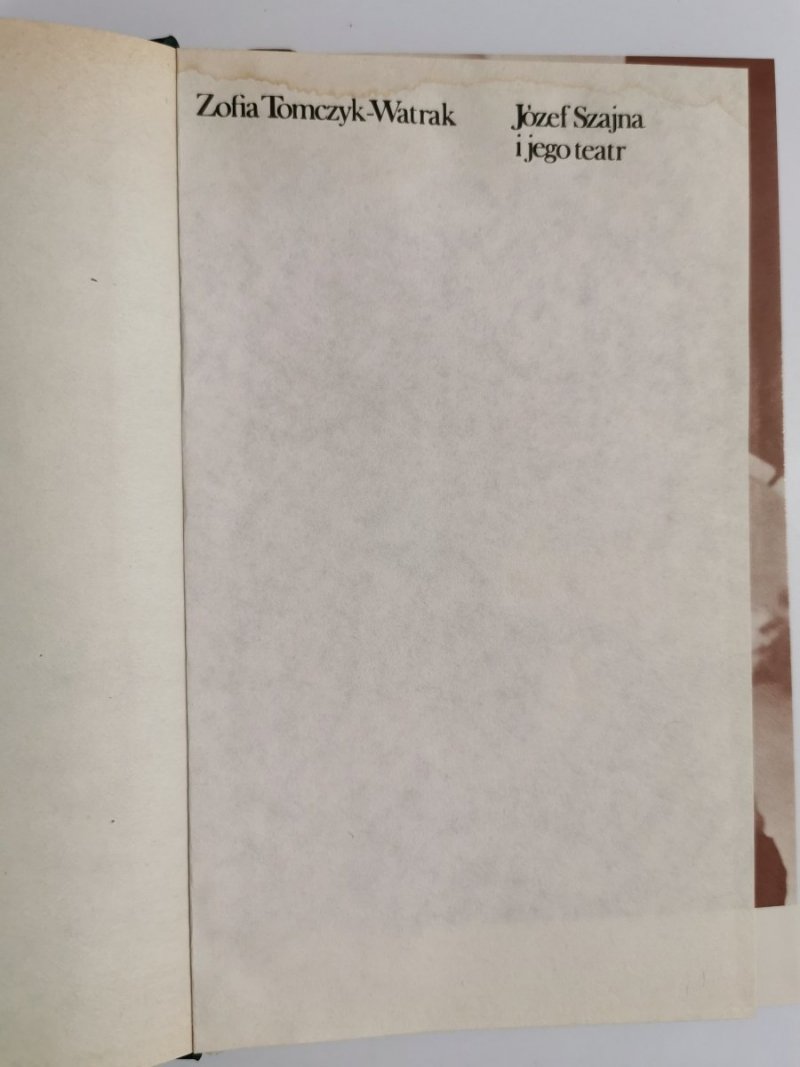 Zofia Tomczyk-Watrak
Józef Szajna
i jego teatr